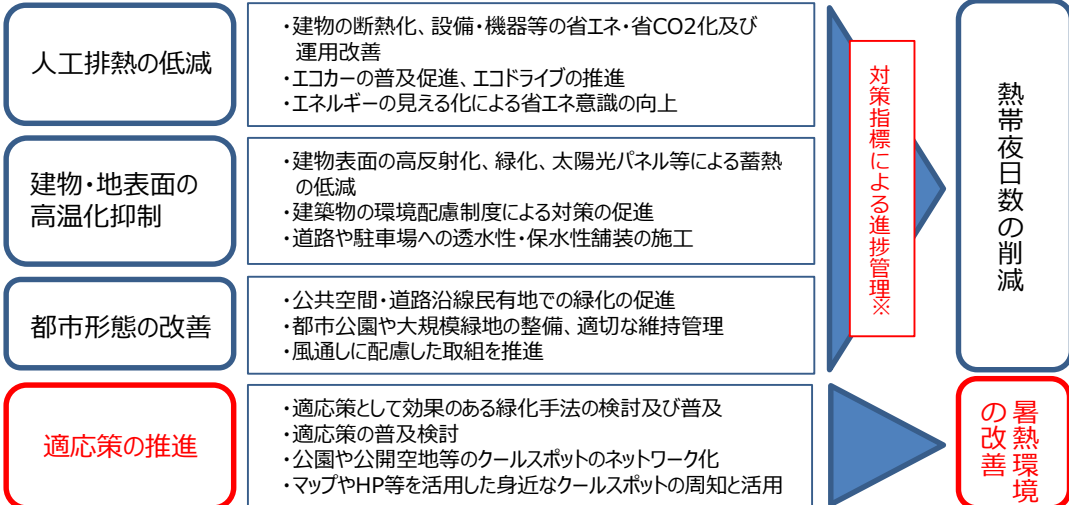 人工排熱の低減
・建物の断熱化、設備・機器等の省エネ・省CO2化及び
運用改善
・エコカーの普及促進、エコドライブの推進
・エネルギーの見える化による省エネ意識の向上
建物・地表面の
高温化抑制
・建物表面の高反射化、緑化、太陽光パネル等による蓄熱
の低減
・建築物の環境配慮制度による対策の促進
・道路や駐車場への透水性・保水性舗装の施工
都市形態の改善
・公共空間・道路沿線民有地での緑化の促進
・都市公園や大規模緑地の整備、適切な維持管理
・風通しに配慮した取組を推進
対策指標による進捗管理※
熱帯夜日数の削減
適応策の推進
・適応策として効果のある緑化手法の検討及び普及
・適応策の普及検討
・公園や公開空地等のクールスポットのネットワーク化
・マップやHP等を活用した身近なクールスポットの周知と活用
暑熱環境
の改善